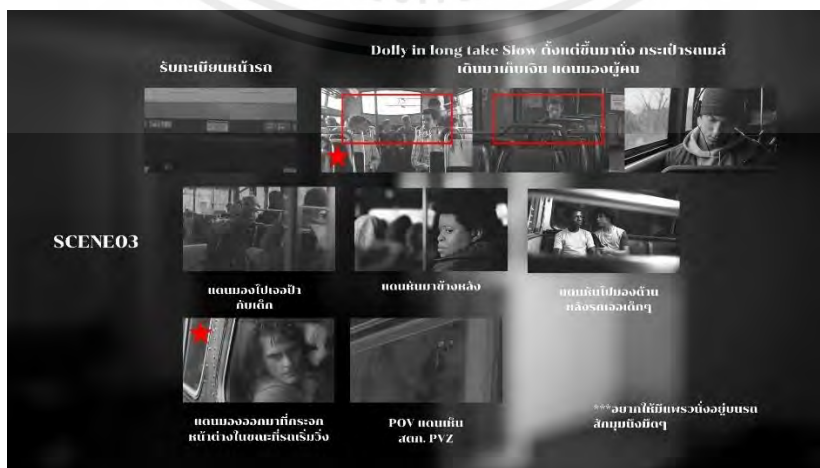 รับทะเบียนหน้ารถ
Dolly in long take Slow ตั้งแต่ขึ้นมานั่ง กระเป๋ารถเมล์
เดินมาเก็บเงิน แดนมองผู้คน
SCENE03
แดนมองไปเจอป้า
กับเด็ก
แดนหันมาข้างหลัง
แดนหันไปมองด้าน
หลังรถเจอเด็กๆ
แดนมองออกมาที่กระจก
หน้าต่างในขณะที่รถเริ่มวิ่ง
POV แดนเห็น
สตภ. PVZ
***อยากให้มีแพรวนั่งอยู่บนรถ
สักมุมนึงมืดๆ